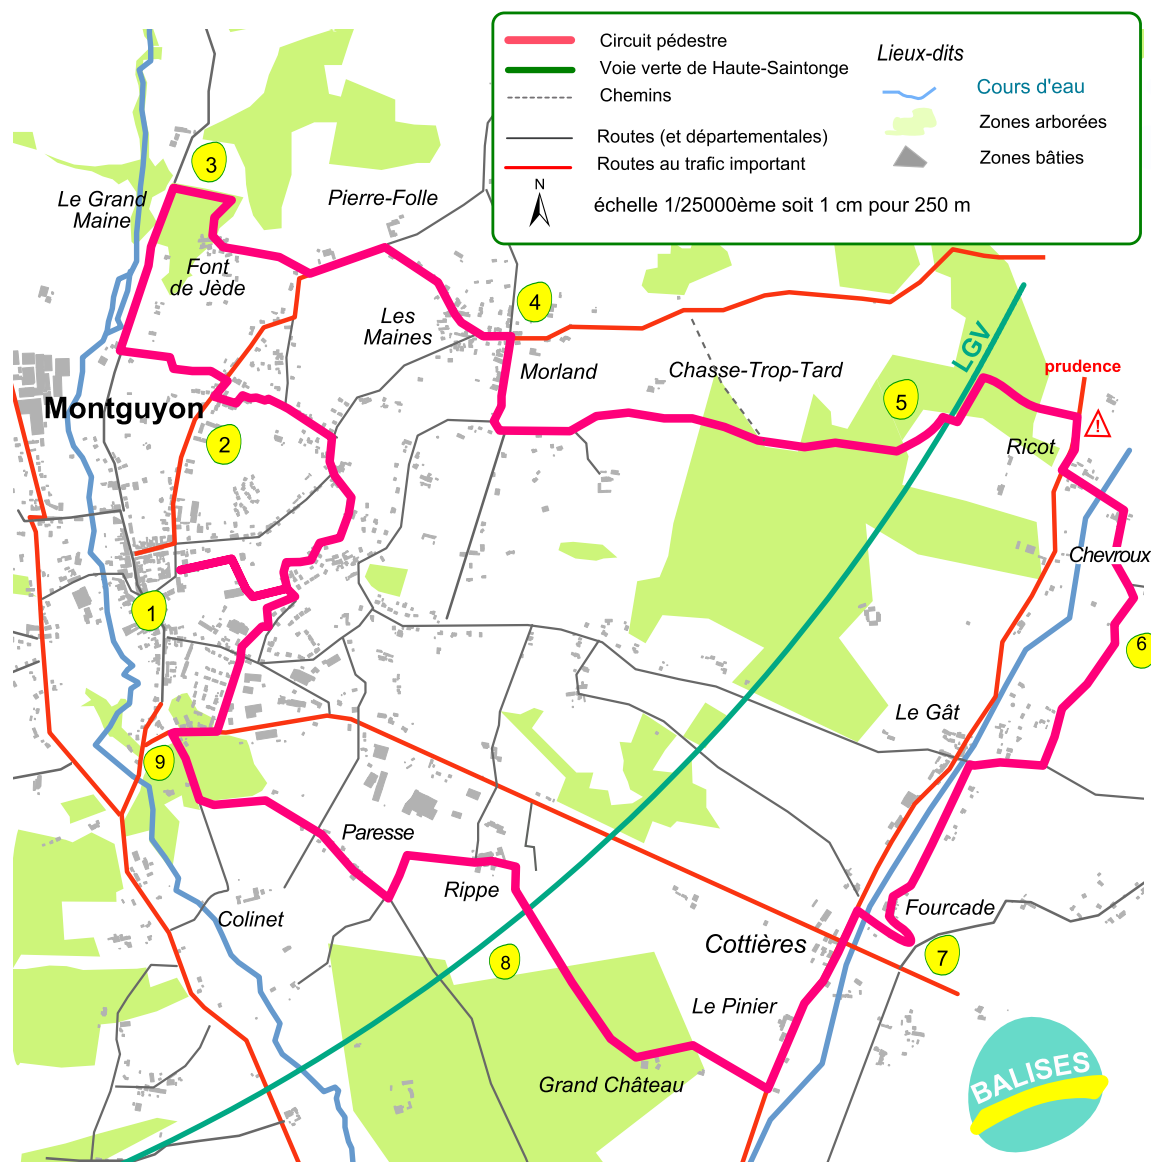 Circuit pédestre
Voie verte de Haute-Saintonge
Chemins
Routes (et départementales)
Routes au trafic important
N
échelle 1/25000ème soit 1 cm pour 250 m
Lieux-dits
Cours d'eau
Zones arborées
Zones bâties
3
Le Grand
Maine
Pierre-Folle
Font
de Jède
4
Les
Maines
LGV
Morland
Chasse-Trop-Tard
prudence
5
!
Montguyon
2
Ricot
Chevroux
1
6
Le Gât
9
Paresse
Rippe
Fourcade
Colinet
Cottières
8
7
Le Pinier
Grand Château
BALISES